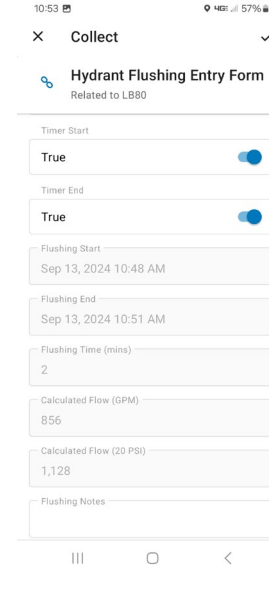 10:53
4GE 57%
Collect
Hydrant Flushing Entry Form
Related to LB80
Timer Start
True
Timer End
True
Flushing Start
Sep 13, 2024 10:48 AM
Flushing End
Sep 13, 2024 10:51 AM
Flushing Time (mins)
2
Calculated Flow (GPM)
856
Calculated Flow (20 PSI)
1,128
Flushing Notes